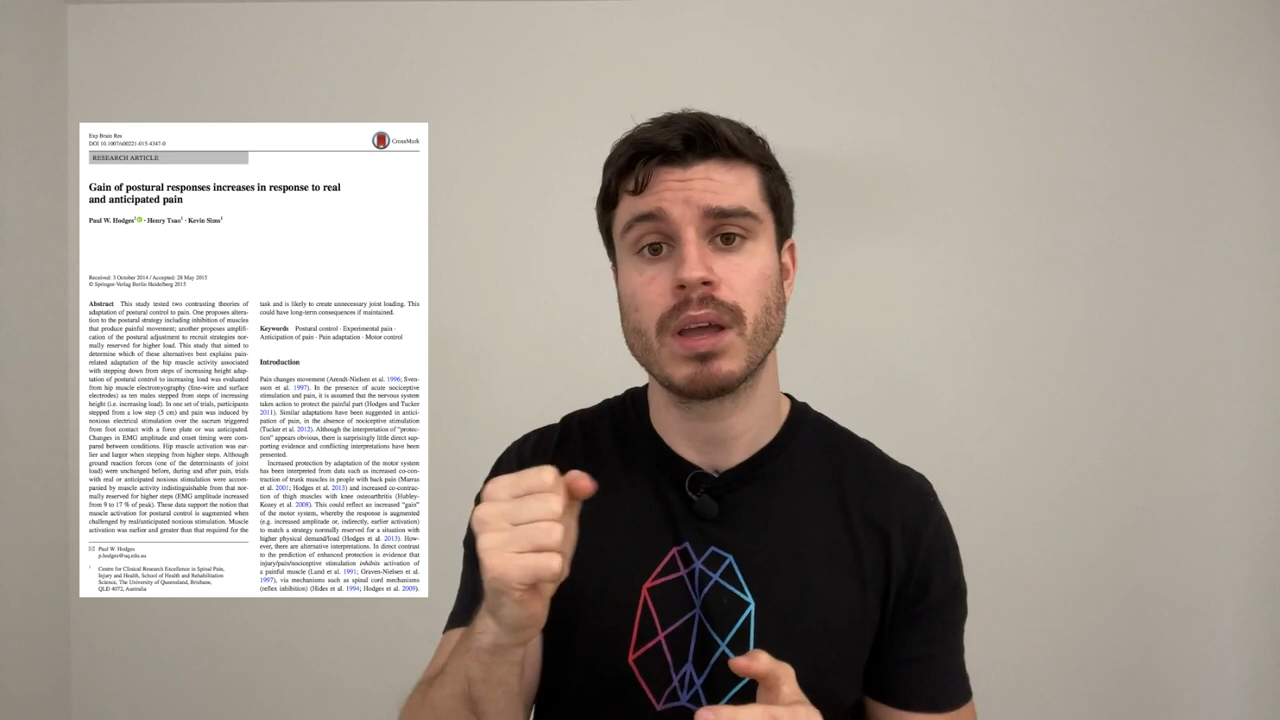 Exp Brain Res
DOI 10.1007/s00221-015-4347-0
CrossMark
RESEARCH ARTICLE
Gain of postural responses increases in response to real
and anticipated pain
Paul W. Hodges1 · Henry Tsao1 · Kevin Sims1
Received: 3 October 2014 / Accepted: 28 May 2015
© Springer-Verlag Berlin Heidelberg 2015
Abstract This study tested two contrasting theories of
adaptation of postural control to pain. One proposes altera-
tion to the postural strategy including inhibition of muscles
that produce painful movement; another proposes amplifi-
cation of the postural adjustment to recruit strategies nor-
mally reserved for higher load. This study that aimed to
determine which of these alternatives best explains pain-
related adaptation of the hip muscle activity associated
with stepping down from steps of increasing height adap-
tation of postural control to increasing load was evaluated
from hip muscle electromyography (fine-wire and surface
electrodes) as ten males stepped from steps of increasing
height (i.e. increasing load). In one set of trials, participants
stepped from a low step (5 cm) and pain was induced by
noxious electrical stimulation over the sacrum triggered
from foot contact with a force plate or was anticipated.
Changes in EMG amplitude and onset timing were com-
pared between conditions. Hip muscle activation was ear-
lier and larger when stepping from higher steps. Although
ground reaction forces (one of the determinants of joint
load) were unchanged before, during and after pain, trials
with real or anticipated noxious stimulation were accom-
panied by muscle activity indistinguishable from that nor-
mally reserved for higher steps (EMG amplitude increased
from 9 to 17 % of peak). These data support the notion that
muscle activation for postural control is augmented when
challenged by real/anticipated noxious stimulation. Muscle
activation was earlier and greater than that required for the
Paul W. Hodges
p.hodges@uq.edu.au
1 Centre for Clinical Research Excellence in Spinal Pain,
Injury and Health, School of Health and Rehabilitation
Science, The University of Queensland, Brisbane,
QLD 4072, Australia
task and is likely to create unnecessary joint loading. This
could have long-term consequences if maintained.
Keywords Postural control · Experimental pain ·
Anticipation of pain · Pain adaptation · Motor control
Introduction
Pain changes movement (Arendt-Nielsen et al. 1996; Sven-
sson et al. 1997). In the presence of acute nociceptive
stimulation and pain, it is assumed that the nervous system
takes action to protect the painful part (Hodges and Tucker
2011). Similar adaptations have been suggested in antici-
pation of pain, in the absence of nociceptive stimulation
(Tucker et al. 2012). Although the interpretation of "protec-
tion" appears obvious, there is surprisingly little direct sup-
porting evidence and conflicting interpretations have been
presented.
Increased protection by adaptation of the motor system
has been interpreted from data such as increased co-con-
traction of trunk muscles in people with back pain (Marras
et al. 2001; Hodges et al. 2013) and increased co-contrac-
tion of thigh muscles with knee osteoarthritis (Hubley-
Kozey et al. 2008). This could reflect an increased "gain"
of the motor system, whereby the response is augmented
(e.g. increased amplitude or, indirectly, earlier activation)
to match a strategy normally reserved for a situation with
higher physical demand/load (Hodges et al. 2013). How-
ever, there are alternative interpretations. In direct contrast
to the prediction of enhanced protection is evidence that
injury/pain/nociceptive stimulation inhibits activation of
a painful muscle (Lund et al. 1991; Graven-Nielsen et al.
1997), via mechanisms such as spinal cord mechanisms
(reflex inhibition) (Hides et al. 1994; Hodges et al. 2009).